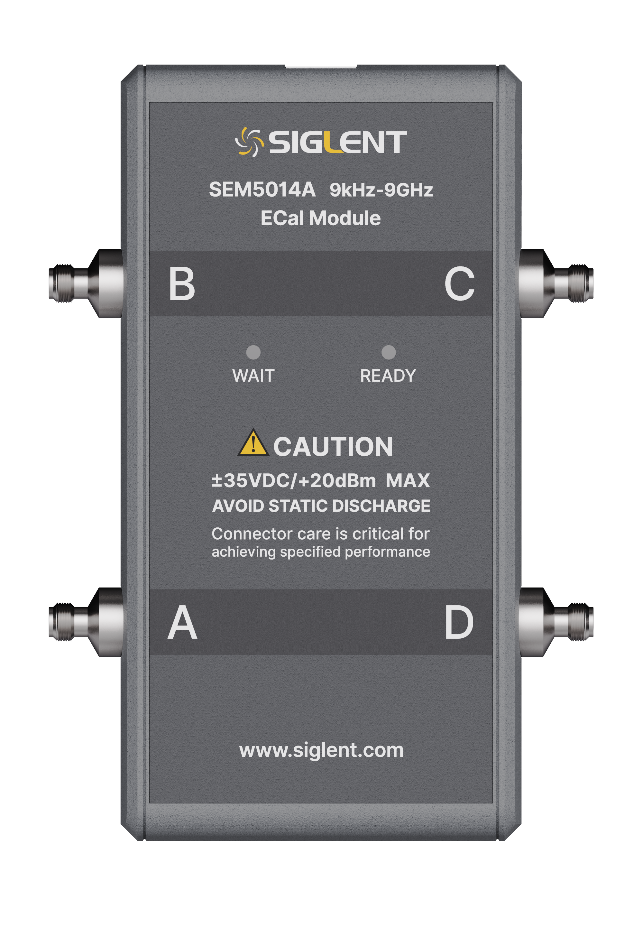 SIGLENT
SEM5014A 9kHz-9GHz
ECal Module
B C
WAIT READY
CAUTION
±35VDC/+20dBm MAX
AVOID STATIC DISCHARGE
Connector care is critical for
achieving specified performance
A D
www.siglent.com